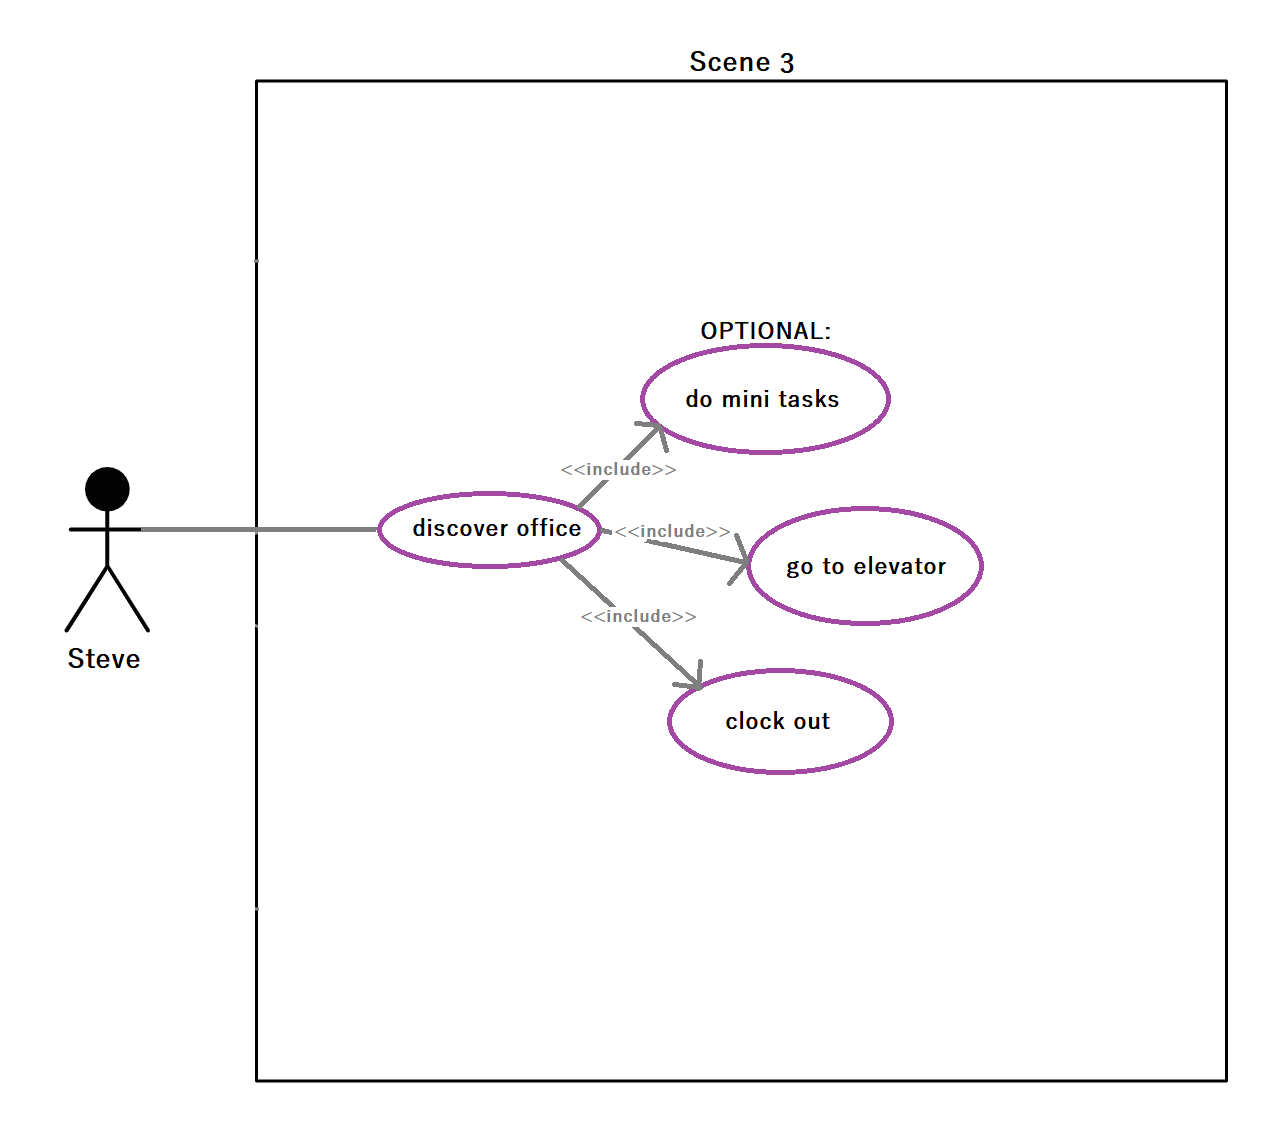 Scene 3
OPTIONAL:
do mini tasks
<<include>>
discover office
<<include>>
go to elevator
<<include>>
Steve
clock out